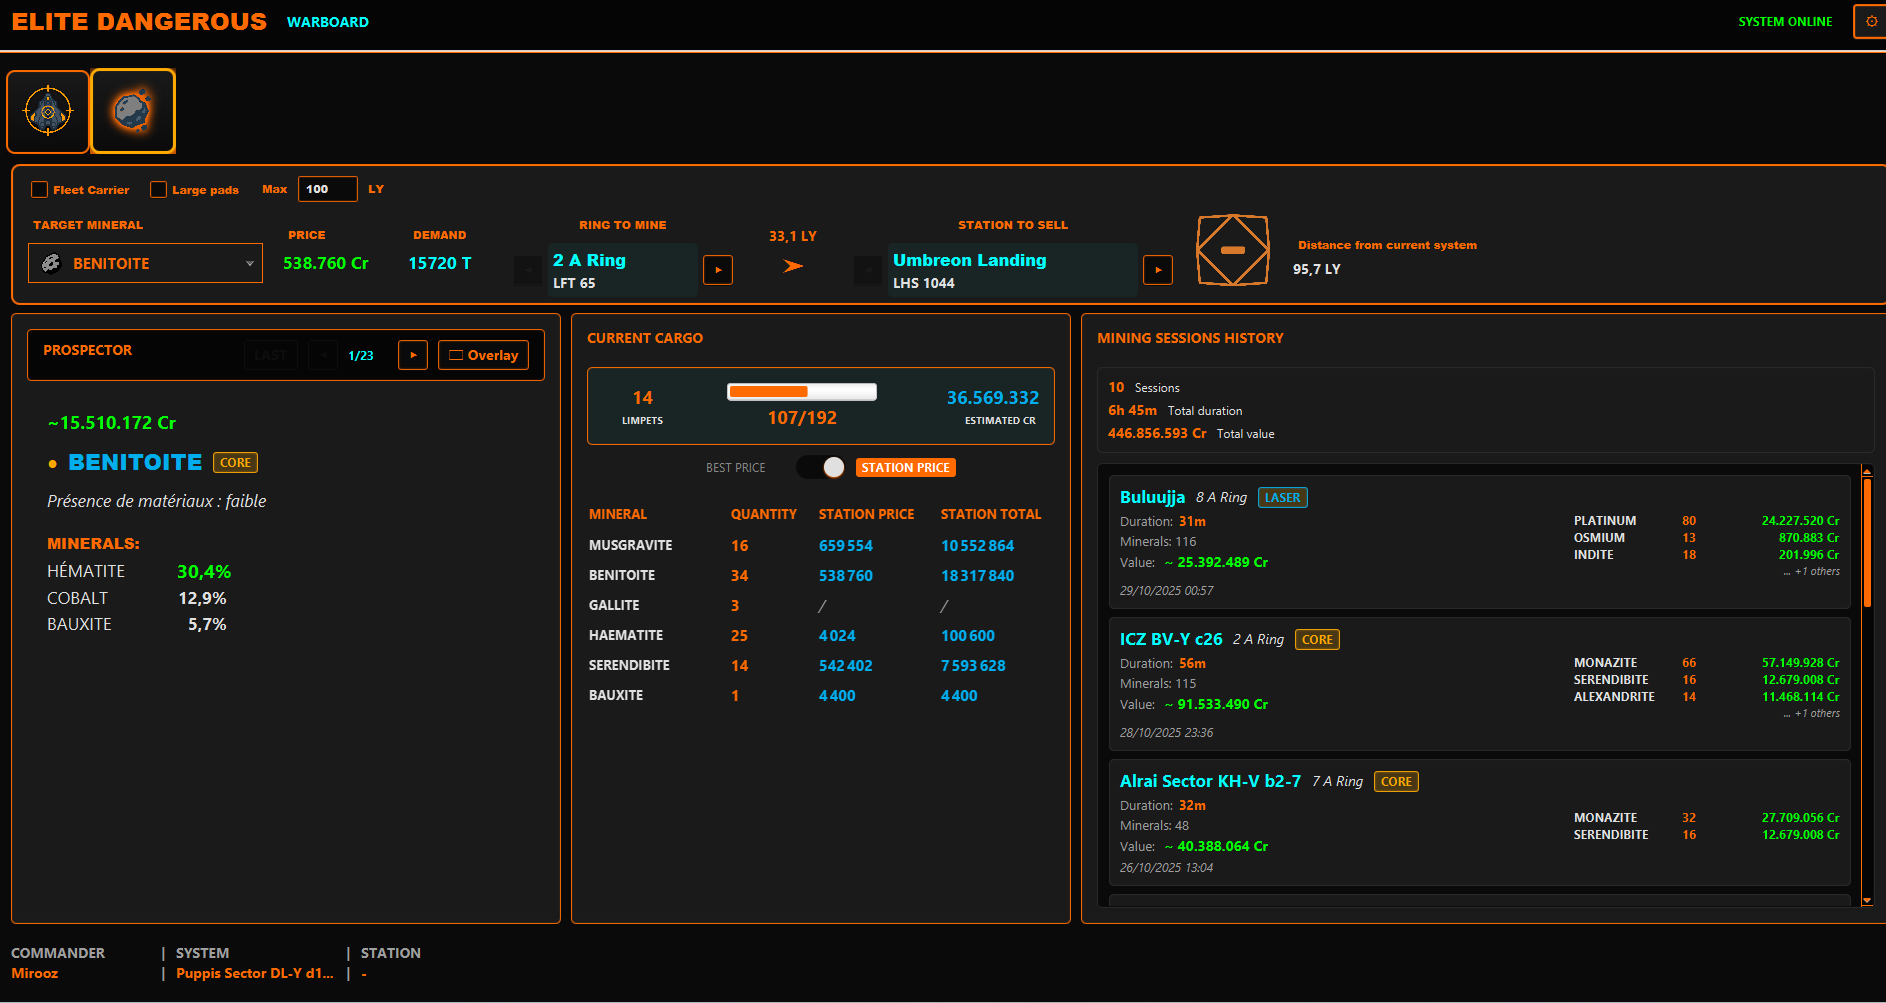 ELITE DANGEROUS WARBOARD SYSTEM ONLINE
Fleet Carrier Large pads Max 100 LY
TARGET MINERAL PRICE DEMAND RING TO MINE STATION TO SELL
BENITOITE 538.760 Cr 15720 T
2 A Ring
LFT 65
33,1 LY
Umbreon Landing
LHS 1044
Distance from current system
95,7 LY
PROSPECTOR LAST 1/23 Overlay
~15.510.172 Cr
BENITOITE CORE
Présence de matériaux : faible
MINERALS:
HÉMATITE 30,4%
COBALT 12,9%
BAUXITE 5,7%
CURRENT CARGO
14 36.569.332
LIMPETS 107/192 ESTIMATED CR
BEST PRICE STATION PRICE
MINERAL QUANTITY STATION PRICE STATION TOTAL
MUSGRAVITE 16 659 554 10 552 864
BENITOITE 34 538 760 18 317 840
GALLITE 3 / /
HAEMATITE 25 4 024 100 600
SERENDIBITE 14 542 402 7 593 628
BAUXITE 1 4 400 4 400
MINING SESSIONS HISTORY
10 Sessions
6h 45m Total duration
446.856.593 Cr Total value
Buluujja 8 A Ring LASER
Duration: 31m
Minerals: 116
Value: ~ 25.392.489 Cr
29/10/2025 00:57
PLATINUM 80 24.227.520 Cr
OSMIUM 13 870.883 Cr
INDITE 18 201.996 Cr
... +1 others
ICZ BV-Y c26 2 A Ring CORE
Duration: 56m
Minerals: 115
Value: ~ 91.533.490 Cr
28/10/2025 23:36
MONAZITE 66 57.149.928 Cr
SERENDIBITE 16 12.679.008 Cr
ALEXANDRITE 14 11.468.114 Cr
... +1 others
Alrai Sector KH-V b2-7 7 A Ring CORE
Duration: 32m
Minerals: 48
Value: ~ 40.388.064 Cr
26/10/2025 13:04
MONAZITE 32 27.709.056 Cr
SERENDIBITE 16 12.679.008 Cr
COMMANDER | SYSTEM | STATION
Mirooz | Puppis Sector DL-Y d1... | -